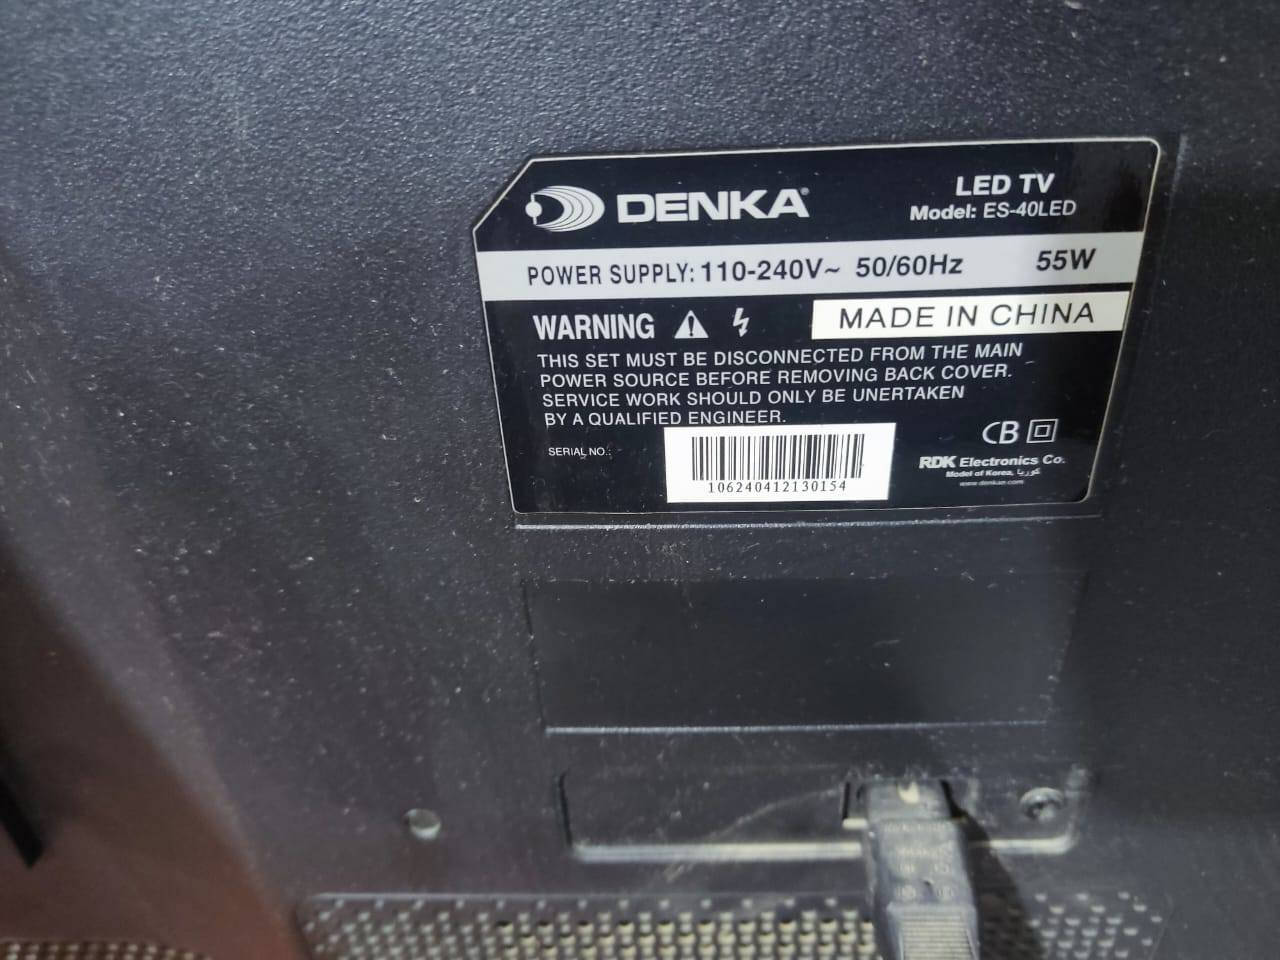 DENKA®
LED TV
Model: ES-40LED
POWER SUPPLY: 110-240V~ 50/60Hz 55W
WARNING
MADE IN CHINA
THIS SET MUST BE DISCONNECTED FROM THE MAIN
POWER SOURCE BEFORE REMOVING BACK COVER.
SERVICE WORK SHOULD ONLY BE UNERTAKEN
BY A QUALIFIED ENGINEER.
CB
SERIAL NO.:
106240412130154
RDK Electronics Co.
Model of Korea, كوريا
www.denkae.com